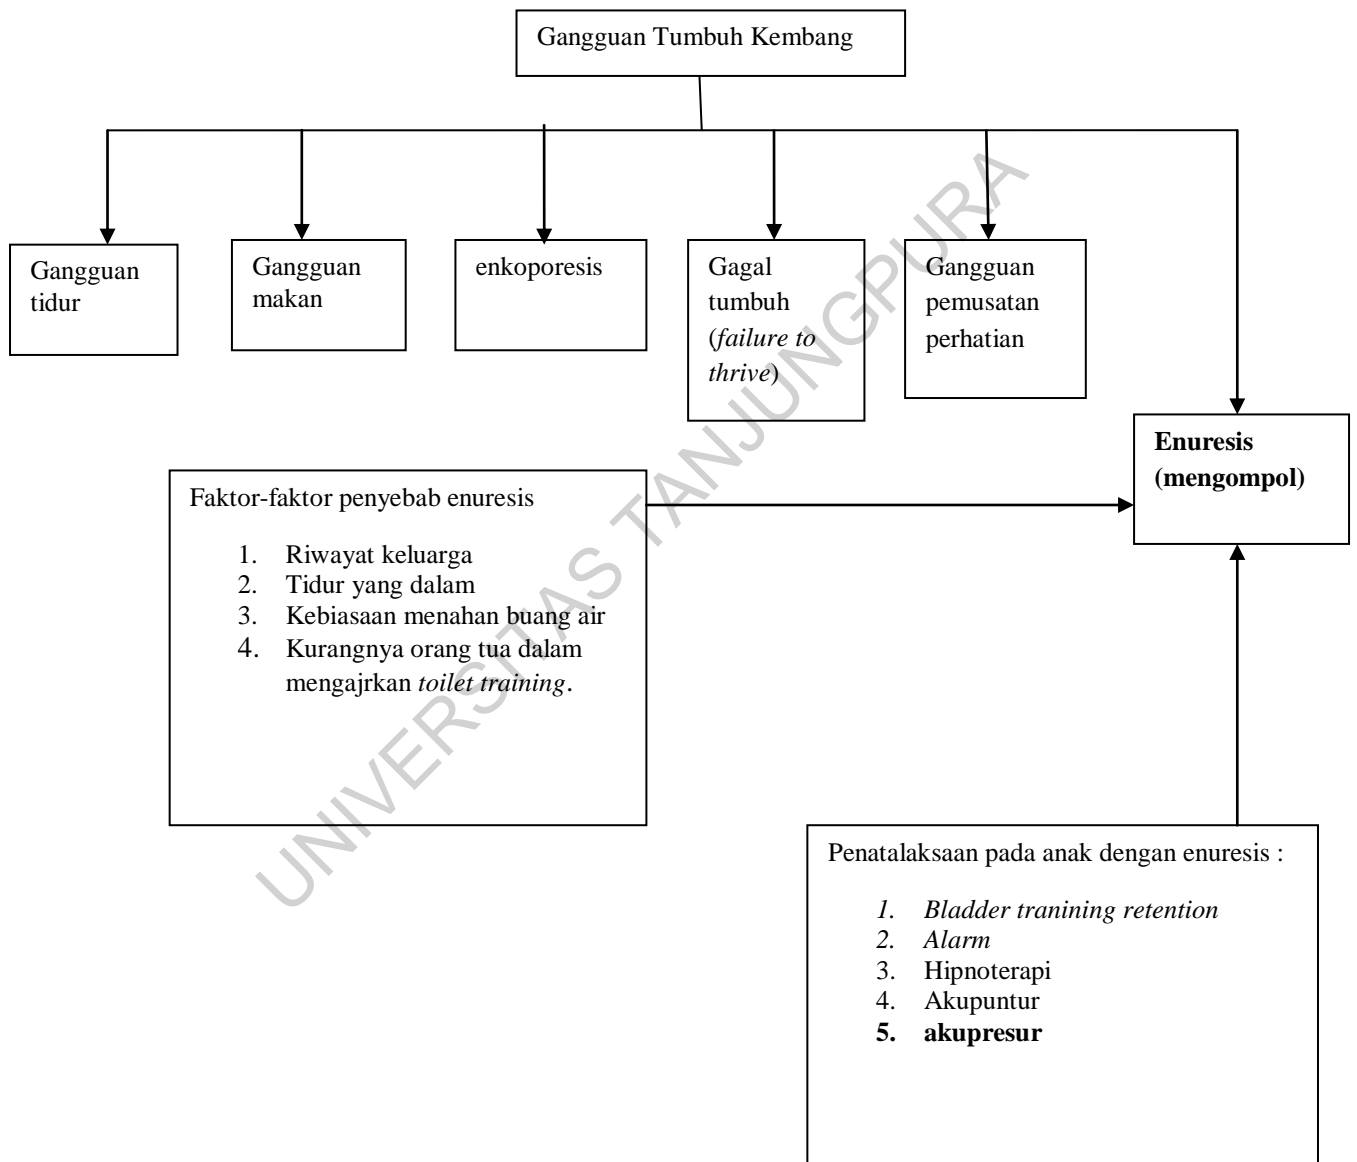 Gangguan Tumbuh Kembang
Gangguan
tidur
Gangguan
makan
enkoporesis
Gagal
tumbuh
(failure to
thrive)
Gangguan
pemusatan
perhatian
Enuresis
(mengompol)
Faktor-faktor penyebab enuresis
1. Riwayat keluarga
2. Tidur yang dalam
3. Kebiasaan menahan buang air
4. Kurangnya orang tua dalam
mengajrkan toilet training.
Penatalaksaan pada anak dengan enuresis :
1. Bladder tranining retention
2. Alarm
3. Hipnoterapi
4. Akupuntur
5. akupresur
UNIVERSITAS TANJUNGPURA